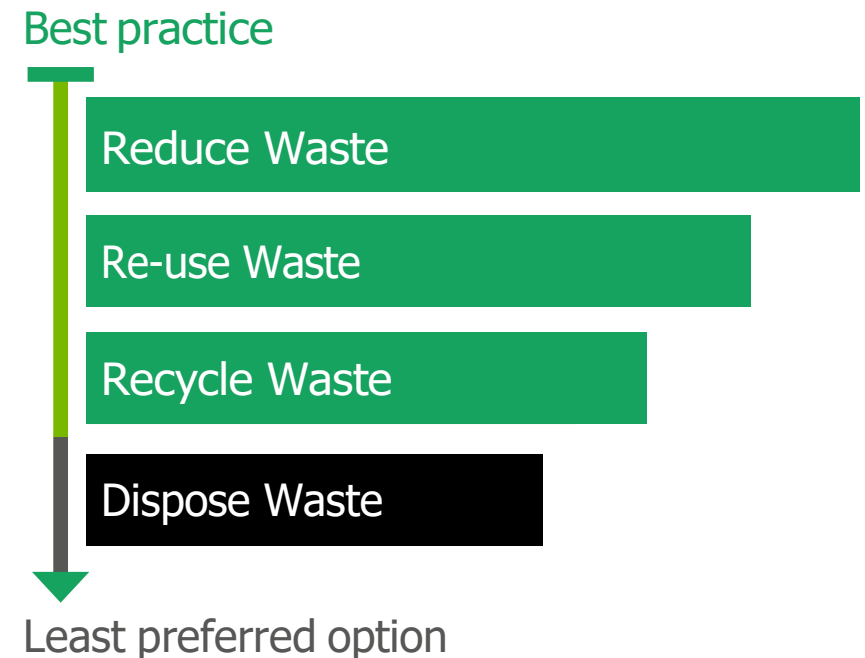 Best practice
Reduce Waste
Re-use Waste
Recycle Waste
Dispose Waste
Least preferred option